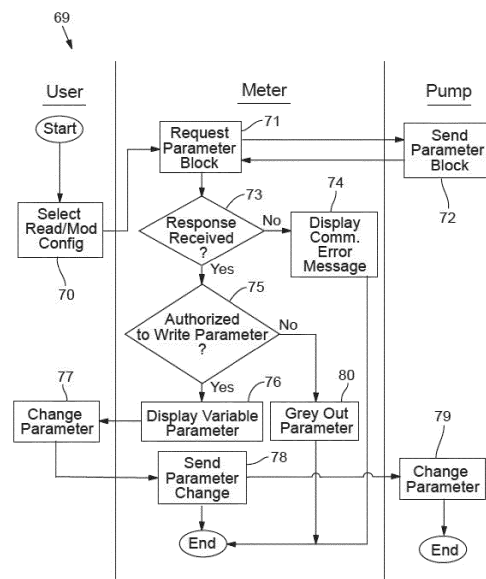 69
User
Meter
Pump
Start
71
Request
Parameter
Block
Send
Parameter
Block
72
Select
Read/Mod
Config
70
73
Response
Received
?
No
Yes
74
Display
Comm.
Error
Message
75
Authorized
to Write Parameter
?
No
Yes
77
Change
Parameter
76
Display Variable
Parameter
80
Grey Out
Parameter
78
Send
Parameter
Change
79
Change
Parameter
End
End